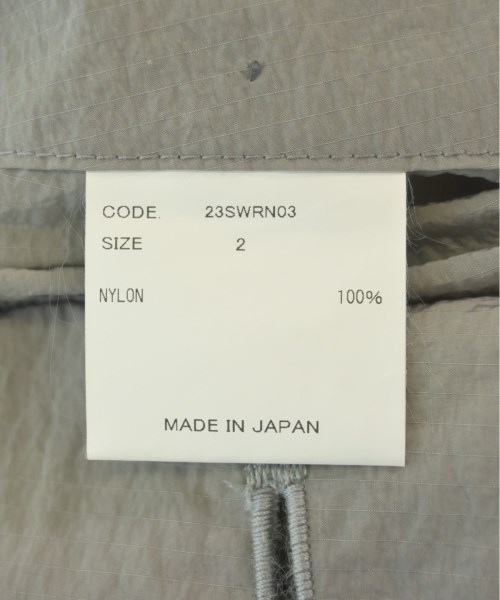 CODE. 23SWRN03
SIZE 2
NYLON 100%
MADE IN JAPAN